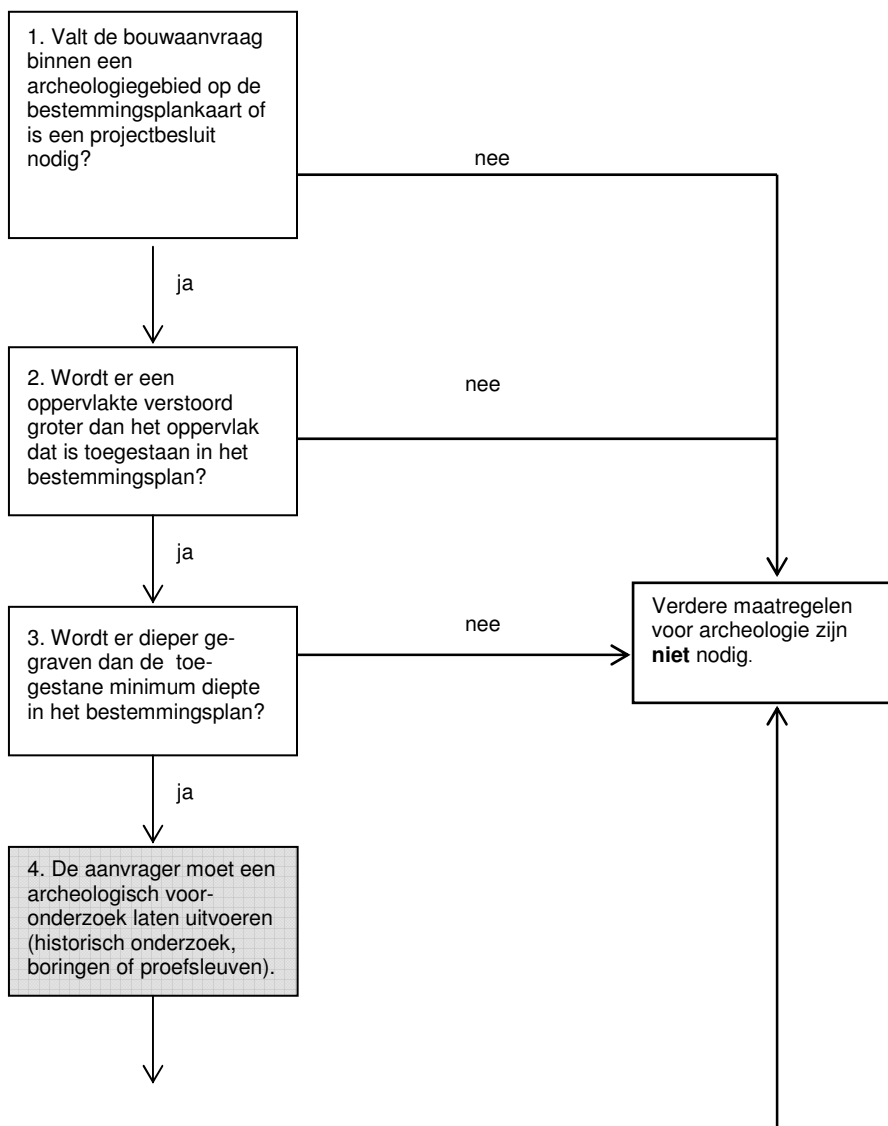 1. Valt de bouwaanvraag
binnen een
archeologiegebied op de
bestemmingsplankaart of
is een projectbesluit
nodig?
nee
ja
2. Wordt er een
oppervlakte verstoord
groter dan het oppervlak
dat is toegestaan in het
bestemmingsplan?
nee
ja
3. Wordt er dieper ge-
graven dan de toe-
gestane minimum diepte
in het bestemmingsplan?
nee
Verdere maatregelen
voor archeologie zijn
niet nodig.
ja
4. De aanvrager moet een
archeologisch voor-
onderzoek laten uitvoeren
(historisch onderzoek,
boringen of proefsleuven).